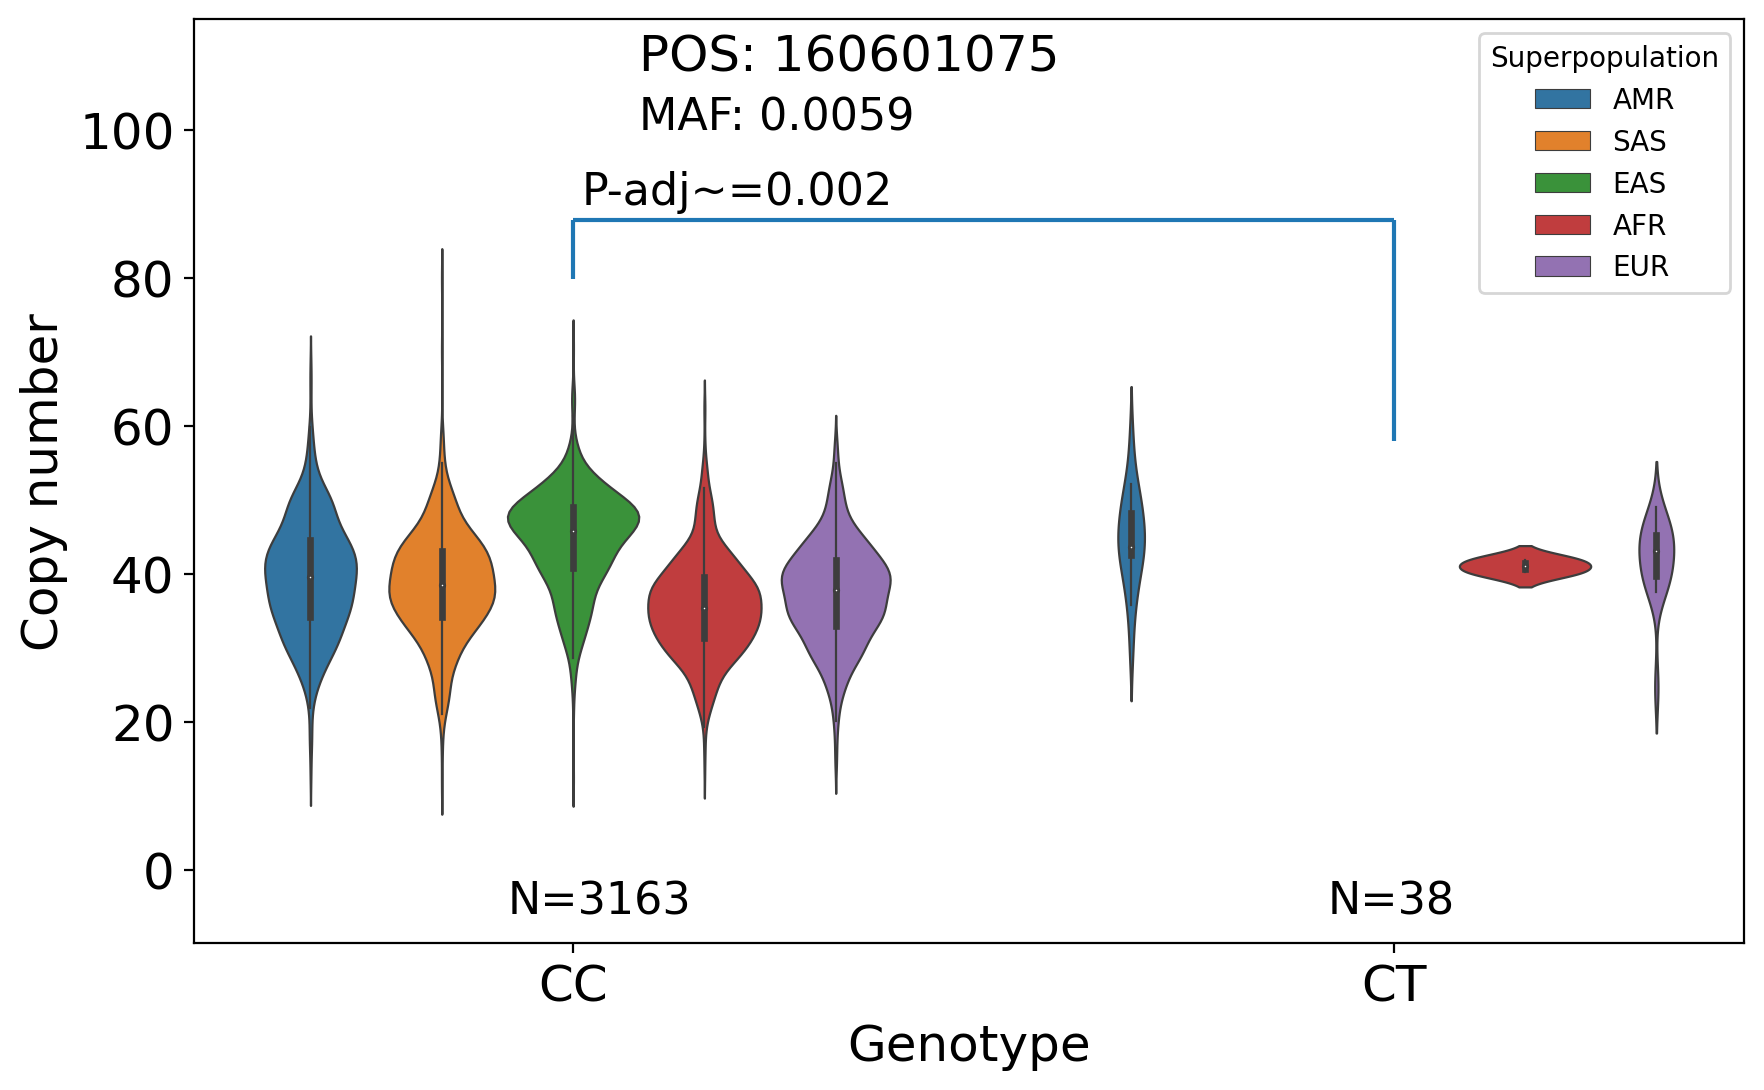 POS: 160601075
MAF: 0.0059
P-adj~=0.002
Superpopulation
AMR
SAS
EAS
AFR
EUR
Copy number
100
80
60
40
20
0
N=3163
N=38
CC
CT
Genotype